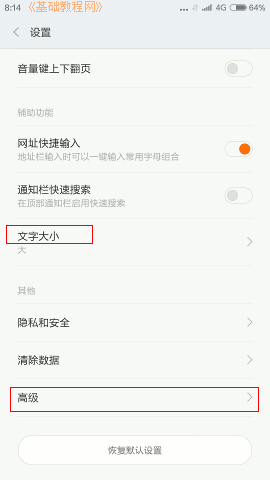 8:14 《基础教程网》 ... 4G 64%
设置
音量键上下翻页
辅助功能
网址快捷输入
地址栏输入时可以一键输入常用字母组合
通知栏快速搜索
在顶部通知栏启用快速搜索
文字大小
大
其他
隐私和安全
清除数据
高级
恢复默认设置